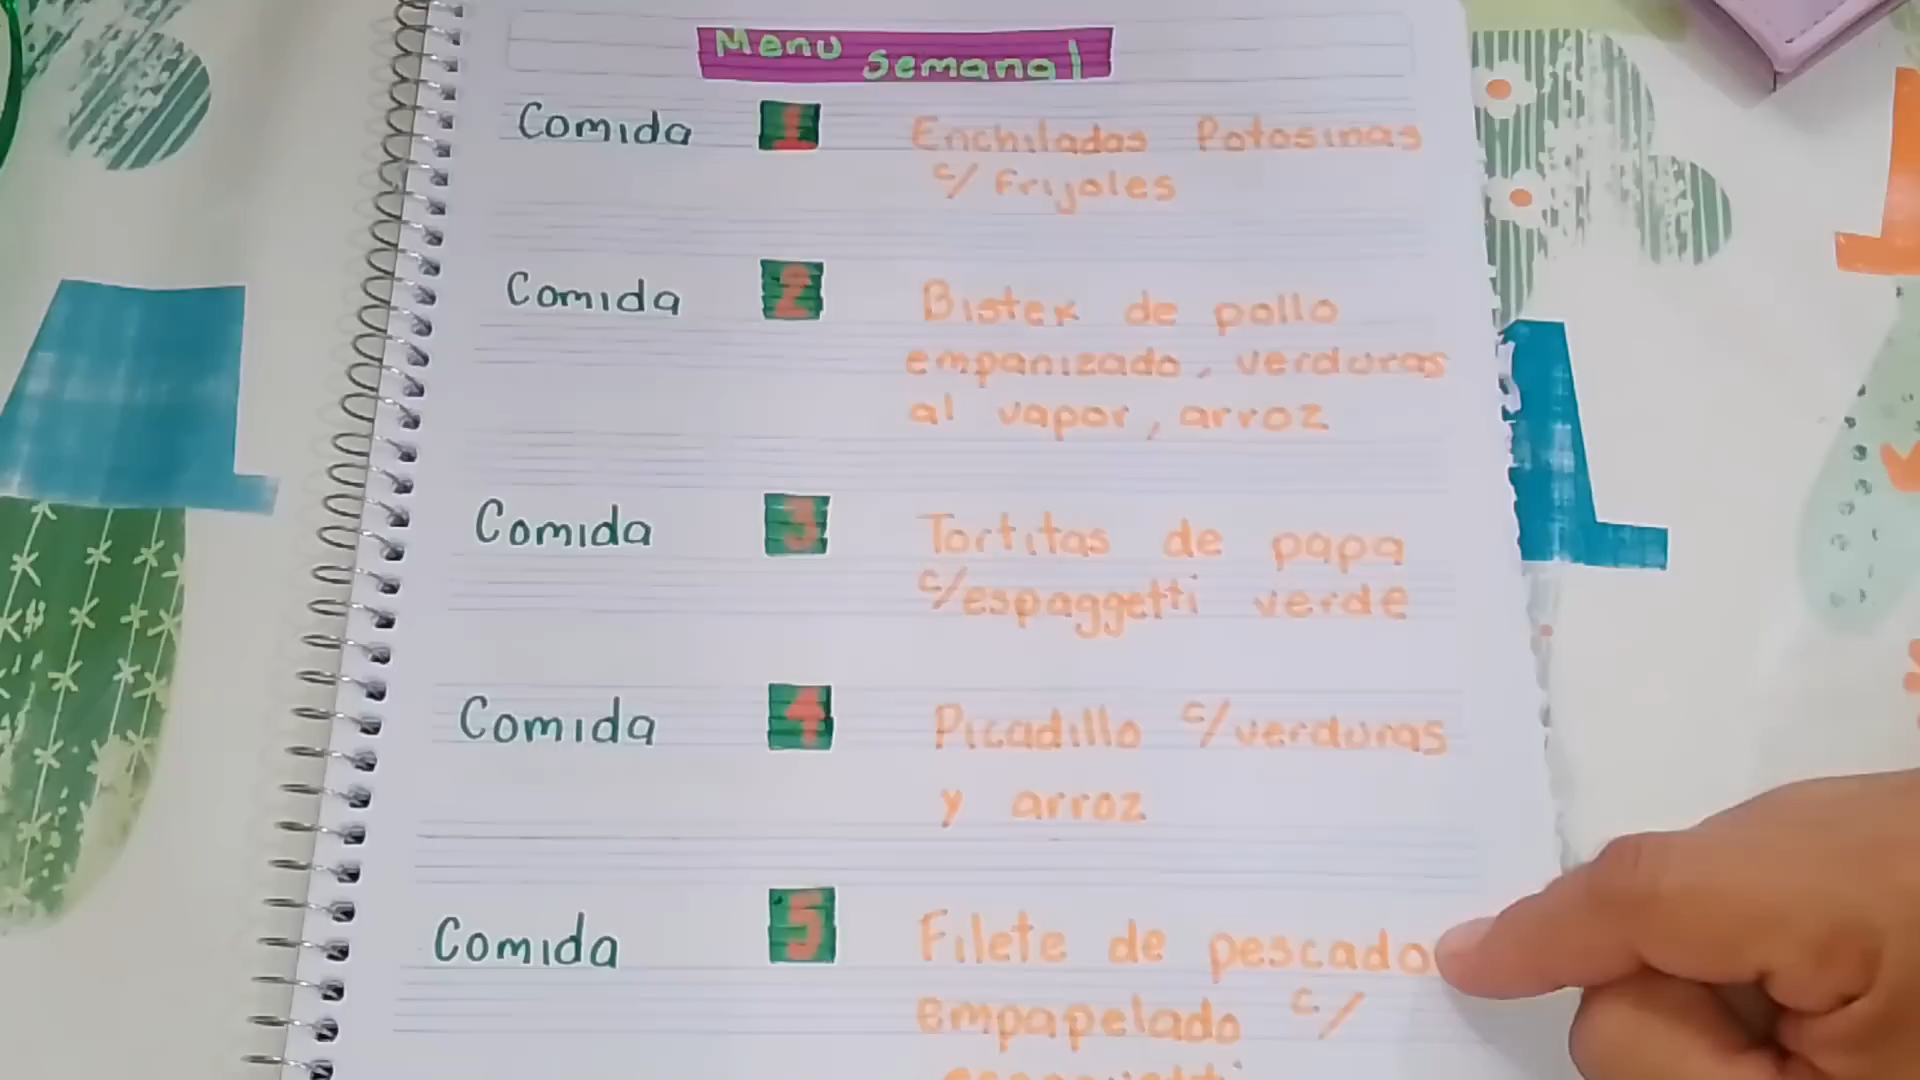 Menu semanal
Comida 1 Enchiladas Potosinas
c/ frijoles
Comida 2 Bistek de pollo
empanizado, verduras
al vapor, arroz
Comida 3 Tortitas de papa
c/espaggetti verde
Comida 4 Picadillo c/verduras
y arroz
Comida 5 Filete de pescado
empapelado c/